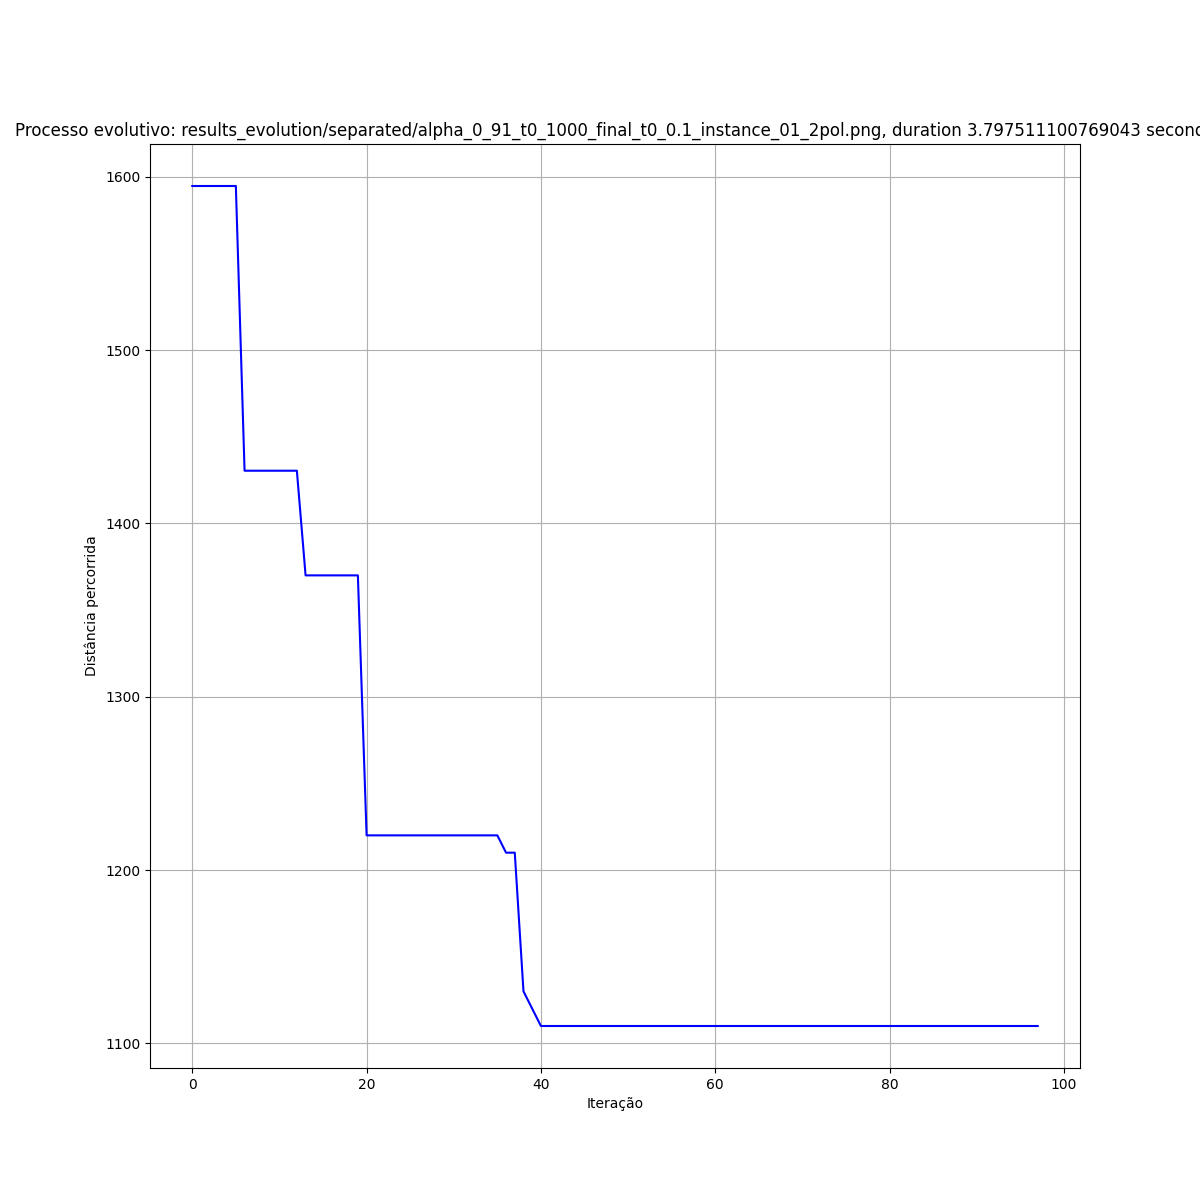 Processo evolutivo: results_evolution/separated/alpha_0_91_t0_1000_final_t0_0.1_instance_01_2pol.png, duration 3.797511100769043
1600
1500
1400
1300
1200
1100
Distância percorrida
0 20 40 60 80 100
Iteração